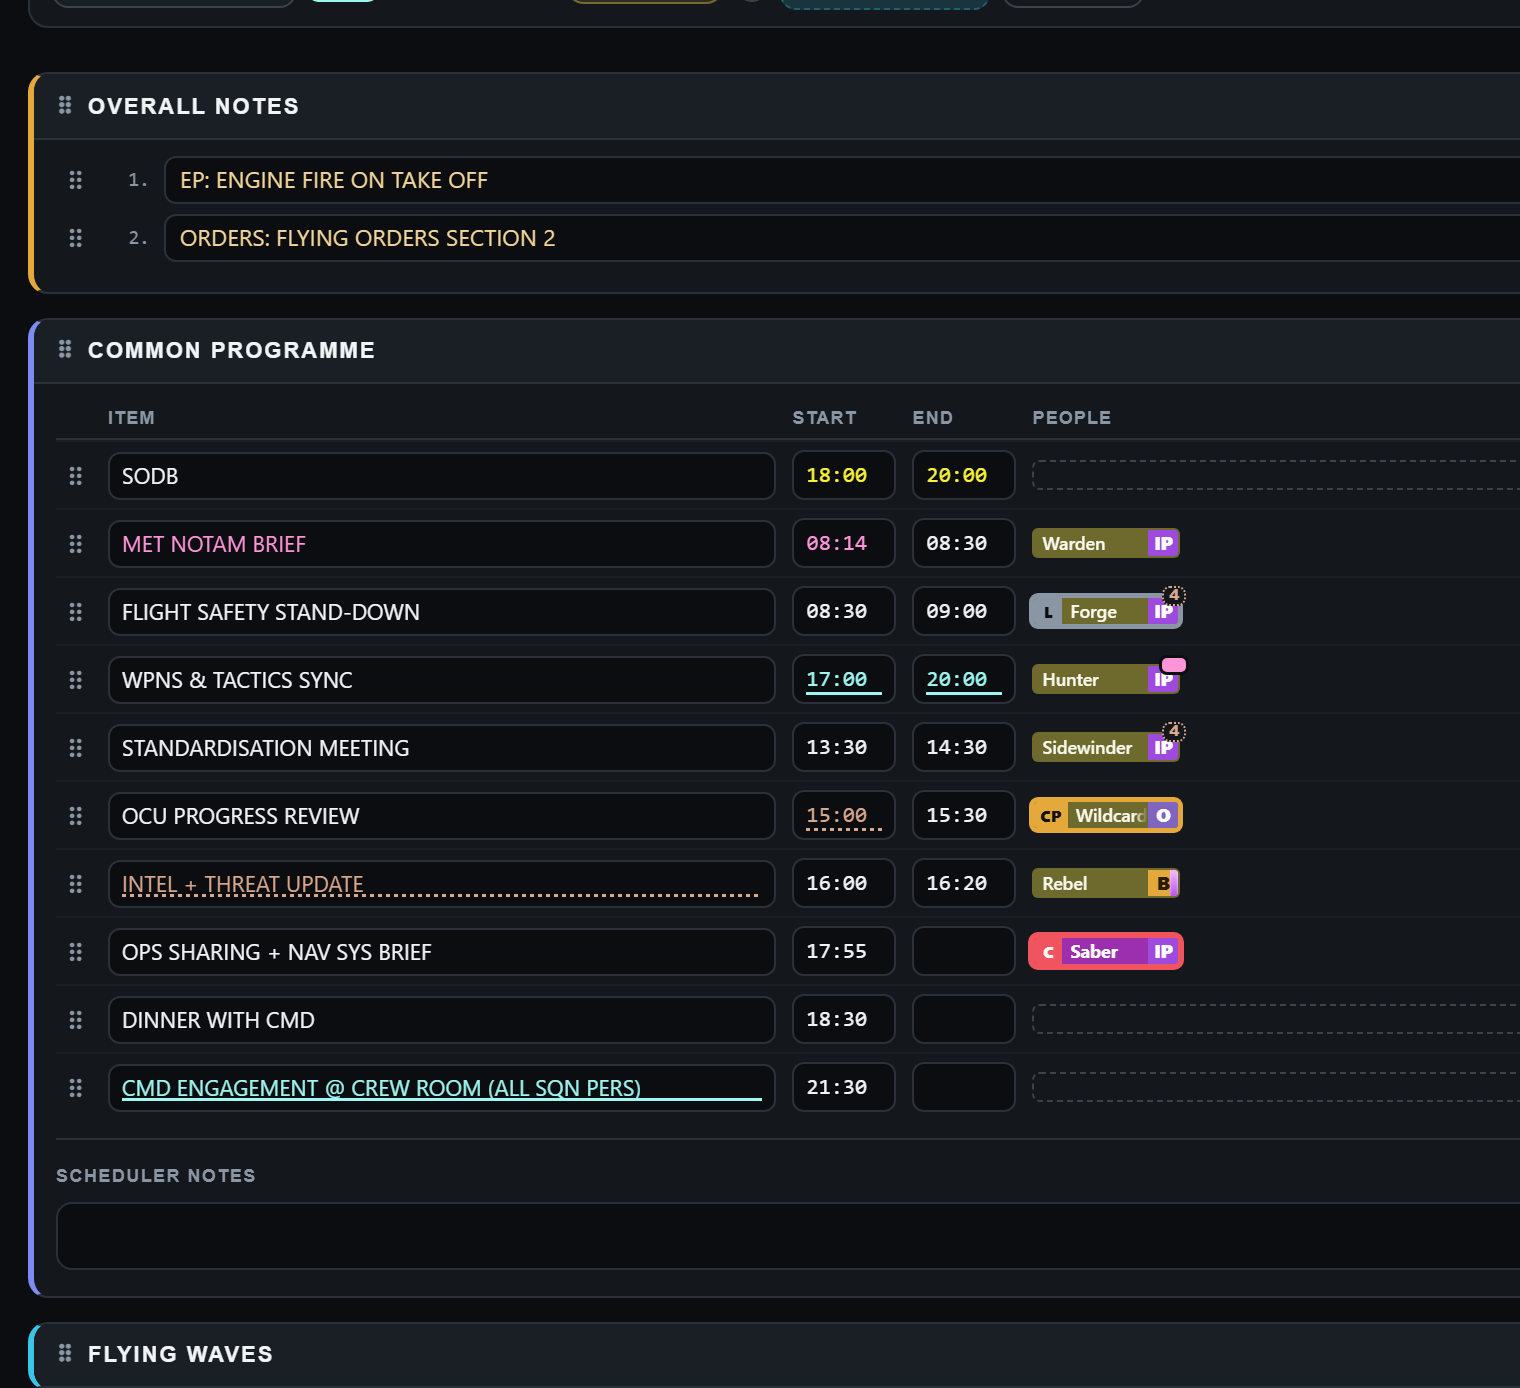 OVERALL NOTES
1. EP: ENGINE FIRE ON TAKE OFF
2. ORDERS: FLYING ORDERS SECTION 2
COMMON PROGRAMME
ITEM START END PEOPLE
SODB 18:00 20:00
MET NOTAM BRIEF 08:14 08:30 Warden IP
FLIGHT SAFETY STAND-DOWN 08:30 09:00 L Forge IP 4
WPNS & TACTICS SYNC 17:00 20:00 Hunter IP
STANDARDISATION MEETING 13:30 14:30 Sidewinder IP 4
OCU PROGRESS REVIEW 15:00 15:30 CP Wildcard O
INTEL + THREAT UPDATE 16:00 16:20 Rebel B
OPS SHARING + NAV SYS BRIEF 17:55 C Saber IP
DINNER WITH CMD 18:30
CMD ENGAGEMENT @ CREW ROOM (ALL SQN PERS) 21:30
SCHEDULER NOTES
FLYING WAVES